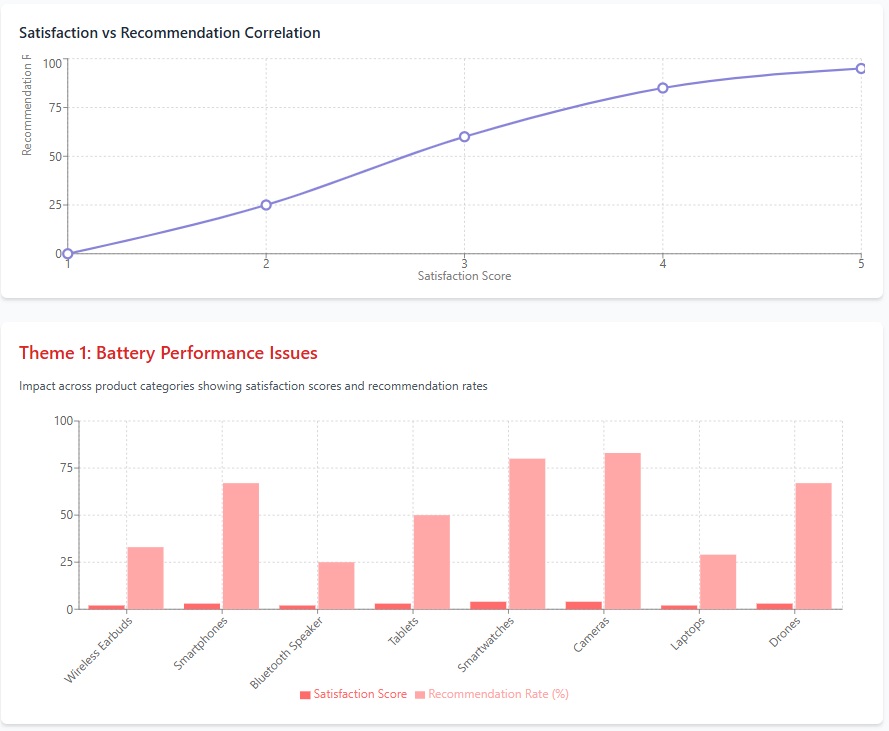 Satisfaction vs Recommendation Correlation
Recommendation R
100
75
50
25
0
1
2
3
4
5
Satisfaction Score
Theme 1: Battery Performance Issues
Impact across product categories showing satisfaction scores and recommendation rates
100
75
50
25
0
Wireless Earbuds
Smartphones
Bluetooth Speaker
Tablets
Smartwatches
Cameras
Laptops
Drones
Satisfaction Score
Recommendation Rate (%)